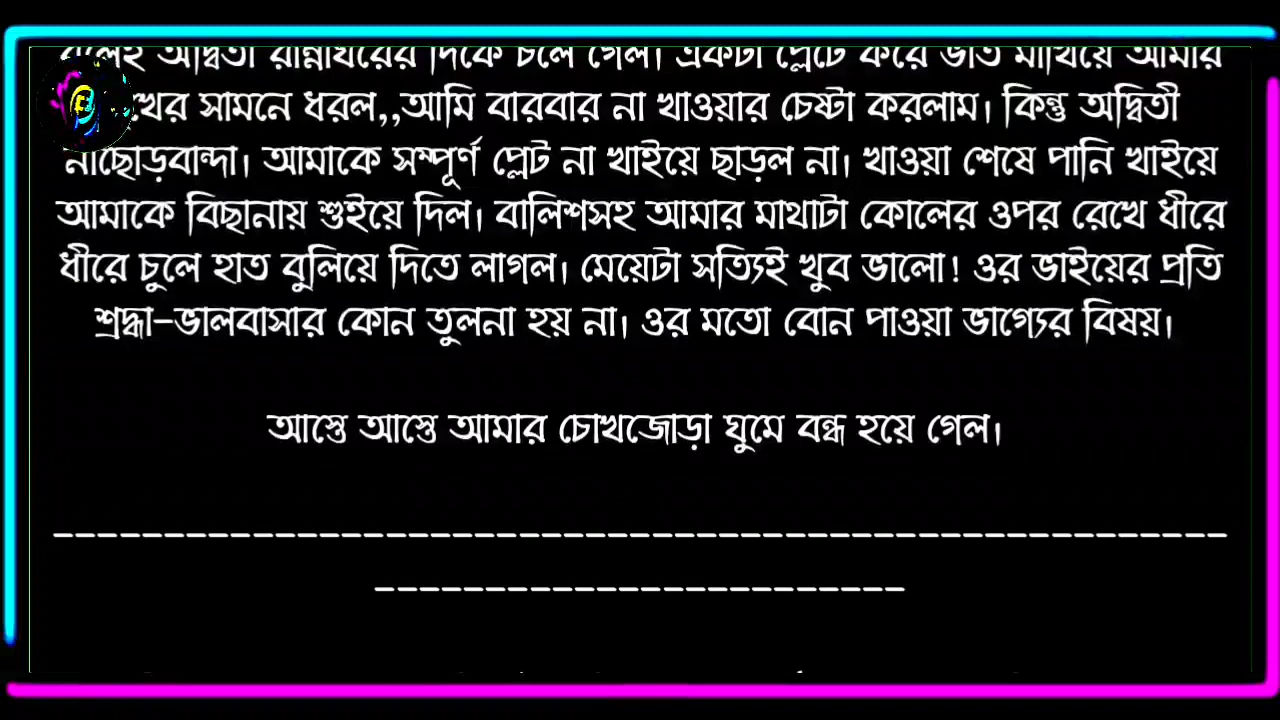 অদ্বিতী রান্নাঘরের দিকে চলে গেল। একটা প্লেটে করে ভাত মাখিয়ে আমার
সামনে ধরল,,আমি বারবার না খাওয়ার চেষ্টা করলাম। কিন্তু অদ্বিতী
নাছোড়বান্দা। আমাকে সম্পূর্ণ প্লেট না খাইয়ে ছাড়ল না। খাওয়া শেষে পানি খাইয়ে
আমাকে বিছানায় শুইয়ে দিল। বালিশসহ আমার মাথাটা কোলের ওপর রেখে ধীরে
ধীরে চুলে হাত বুলিয়ে দিতে লাগল। মেয়েটা সত্যিই খুব ভালো! ওর ভাইয়ের প্রতি
শ্রদ্ধা-ভালবাসার কোন তুলনা হয় না। ওর মতো বোন পাওয়া ভাগ্যের বিষয়।
আস্তে আস্তে আমার চোখজোড়া ঘুমে বন্ধ হয়ে গেল।